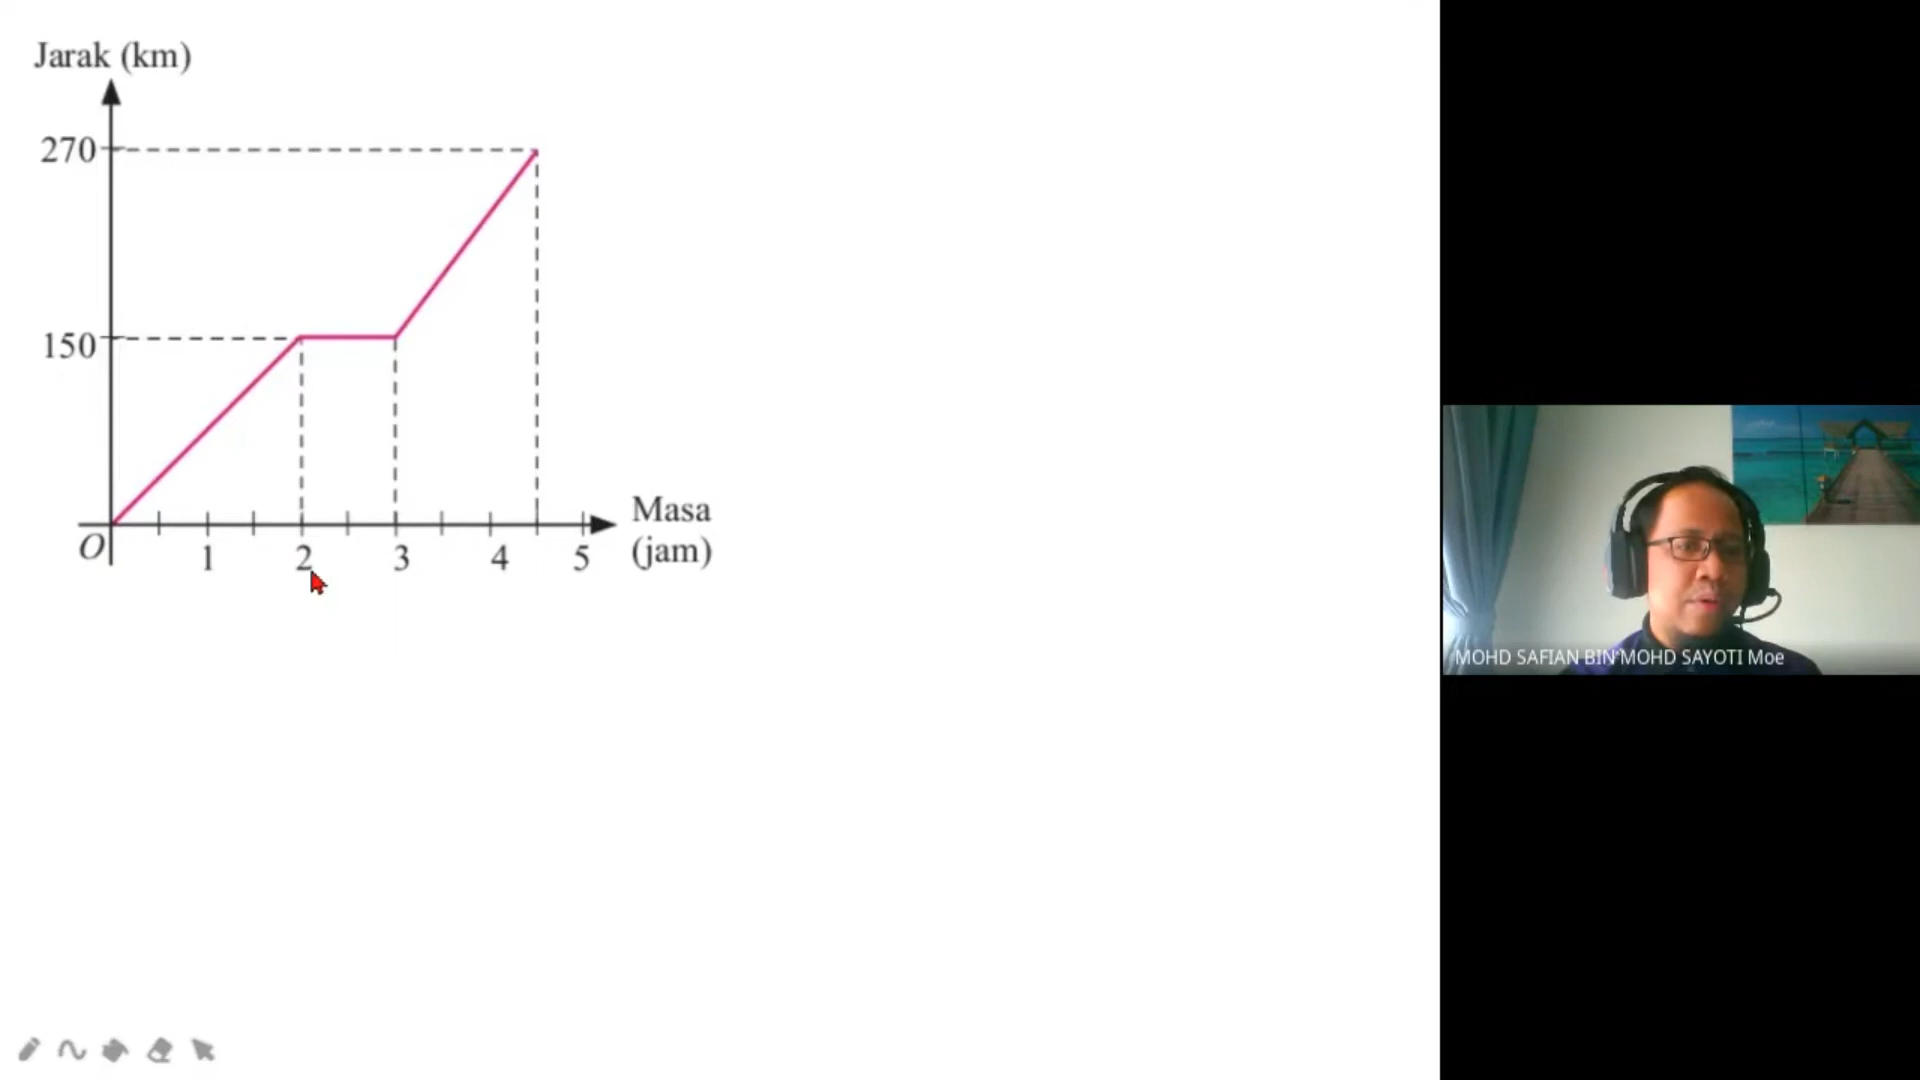 Jarak (km)
270
150
O
1
2
3
4
5
Masa
(jam)
MOHD SAFIAN BIN MOHD SAYOTI Moe